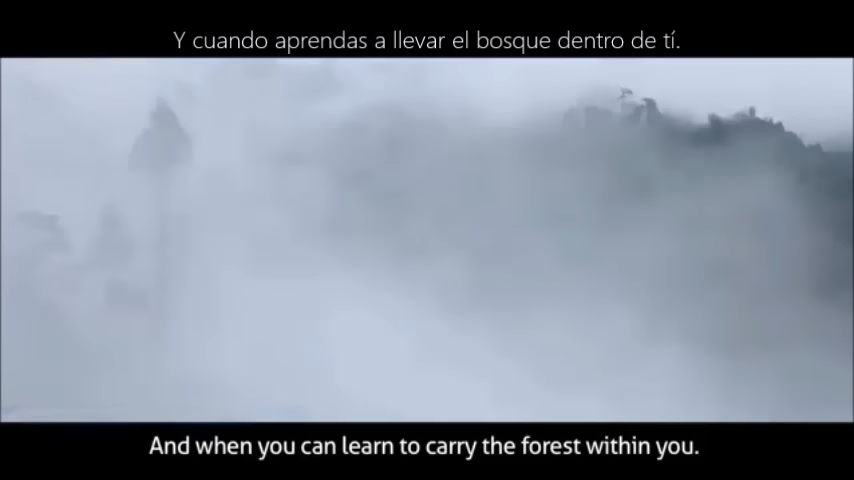 Y cuando aprendas a llevar el bosque dentro de tí.
And when you can learn to carry the forest within you.